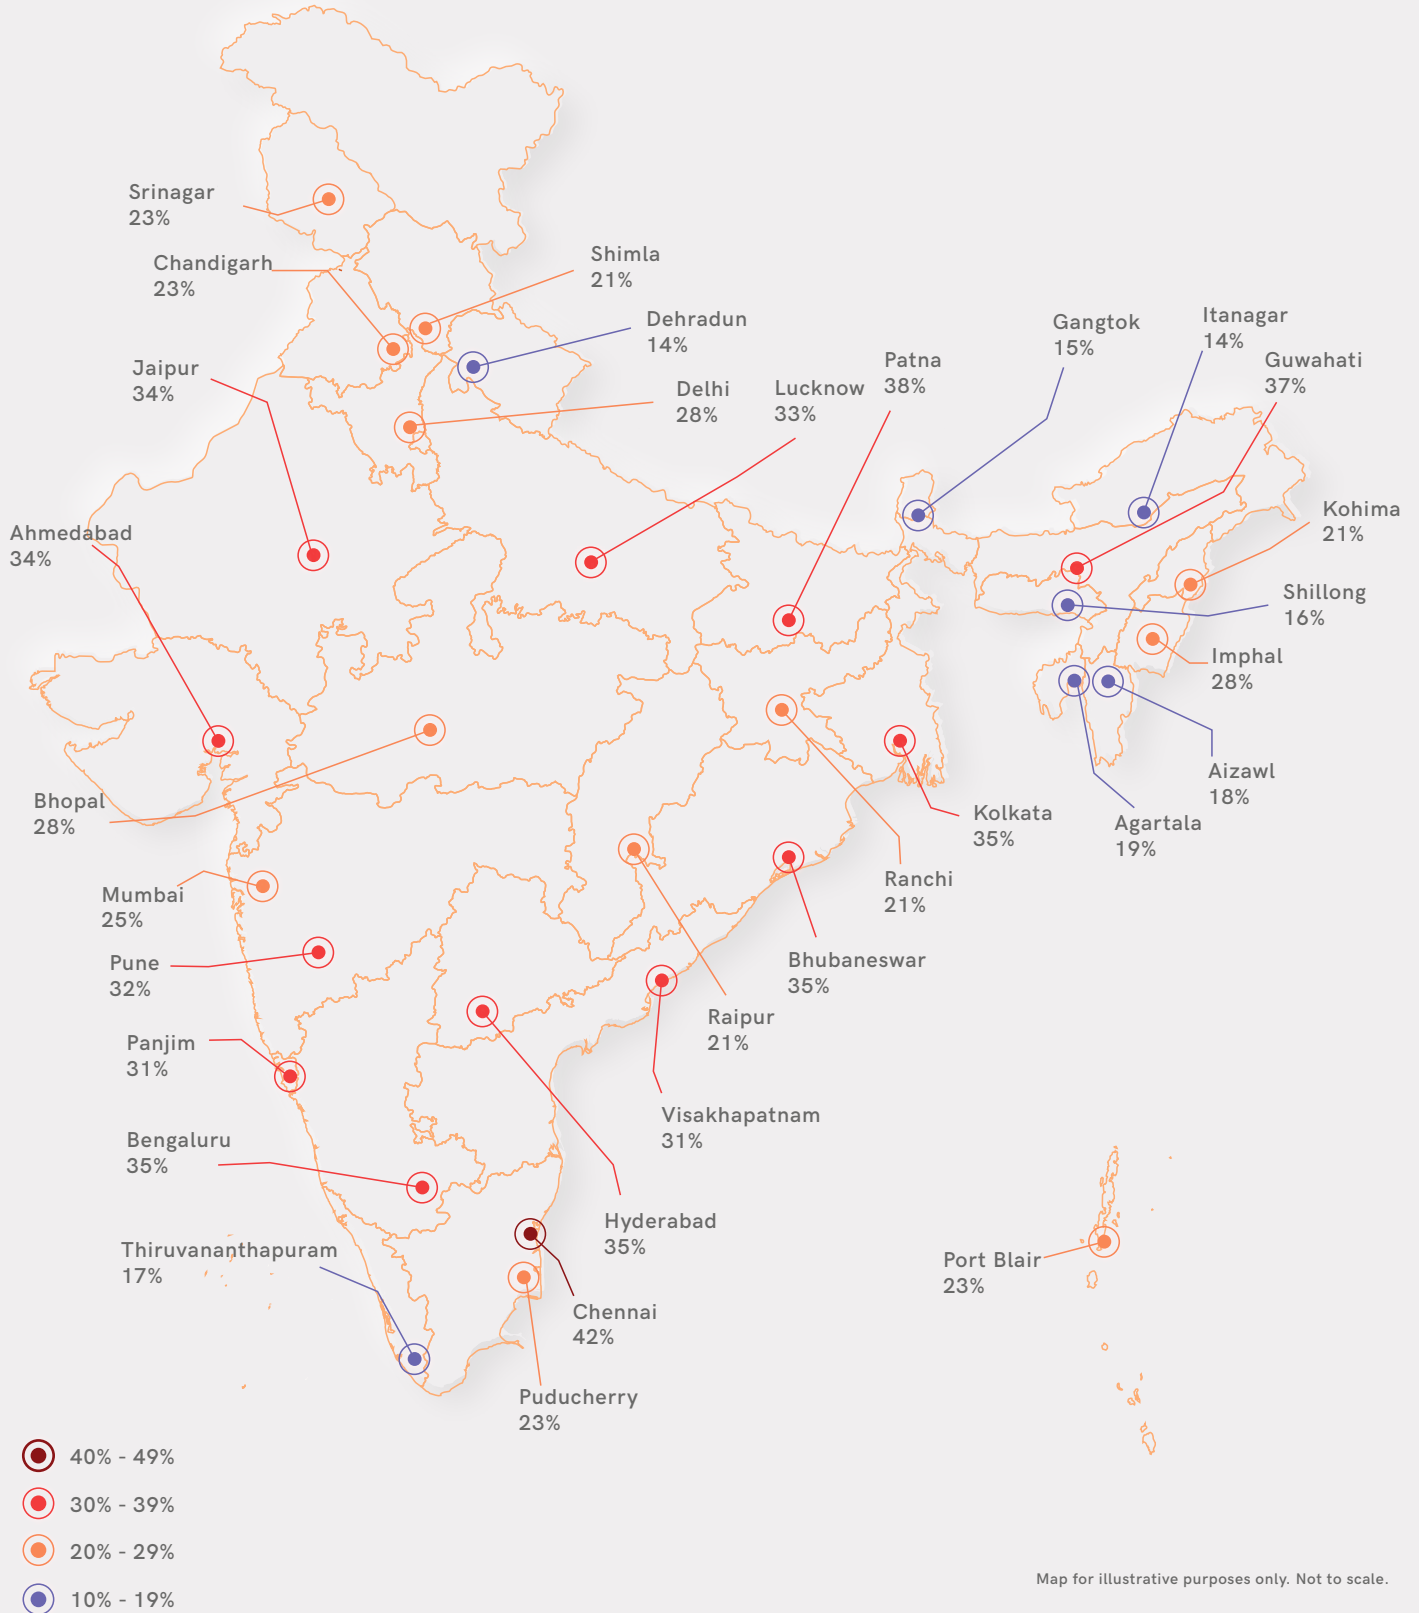 Srinagar
23%
Chandigarh
23%
Shimla
21%
Dehradun
14%
Jaipur
34%
Delhi
28%
Lucknow
33%
Patna
38%
Gangtok
15%
Itanagar
14%
Guwahati
37%
Ahmedabad
34%
Kohima
21%
Shillong
16%
Imphal
28%
Aizawl
18%
Agartala
19%
Bhopal
28%
Kolkata
35%
Ranchi
21%
Mumbai
25%
Pune
32%
Bhubaneswar
35%
Raipur
21%
Panjim
31%
Visakhapatnam
31%
Bengaluru
35%
Hyderabad
35%
Thiruvananthapuram
17%
Port Blair
23%
Chennai
42%
Puducherry
23%
40% - 49%
30% - 39%
20% - 29%
10% - 19%
Map for illustrative purposes only. Not to scale.